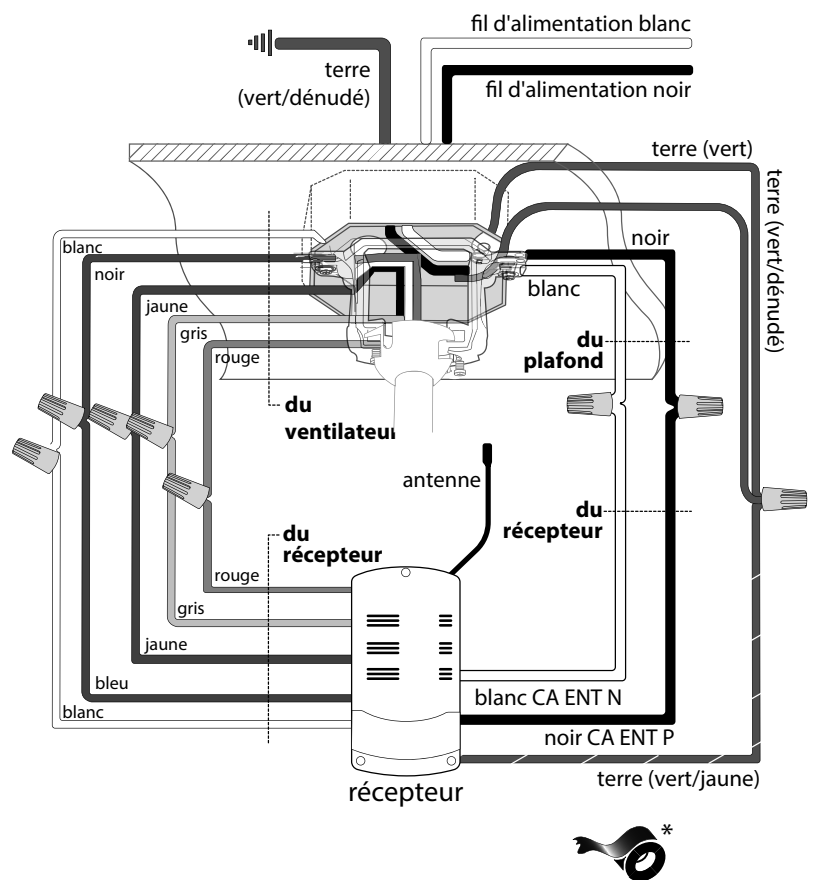 fil d'alimentation blanc
terre
(vert/dénudé)
fil d'alimentation noir
terre (vert)
terre (vert/dénudé)
blanc
noir
noir
blanc
jaune
gris
rouge
du
plafond
du
ventilateur
antenne
du
récepteur
du
récepteur
rouge
gris
jaune
bleu
blanc
blanc CA ENT N
noir CA ENT P
terre (vert/jaune)
récepteur
*